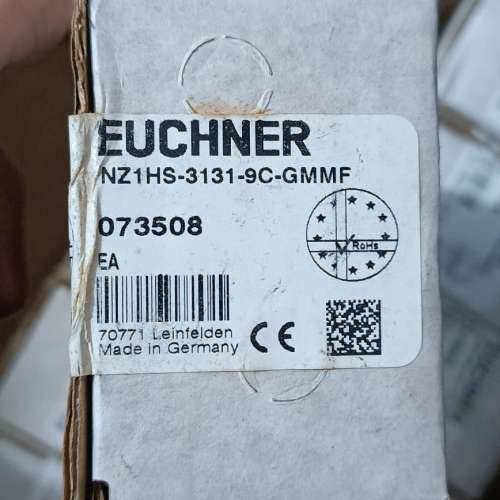 EUCHNER
NZ1HS-3131-9C-GMMF
073508
RoHs
EA
70771 Leinfelden
Made in Germany
CE